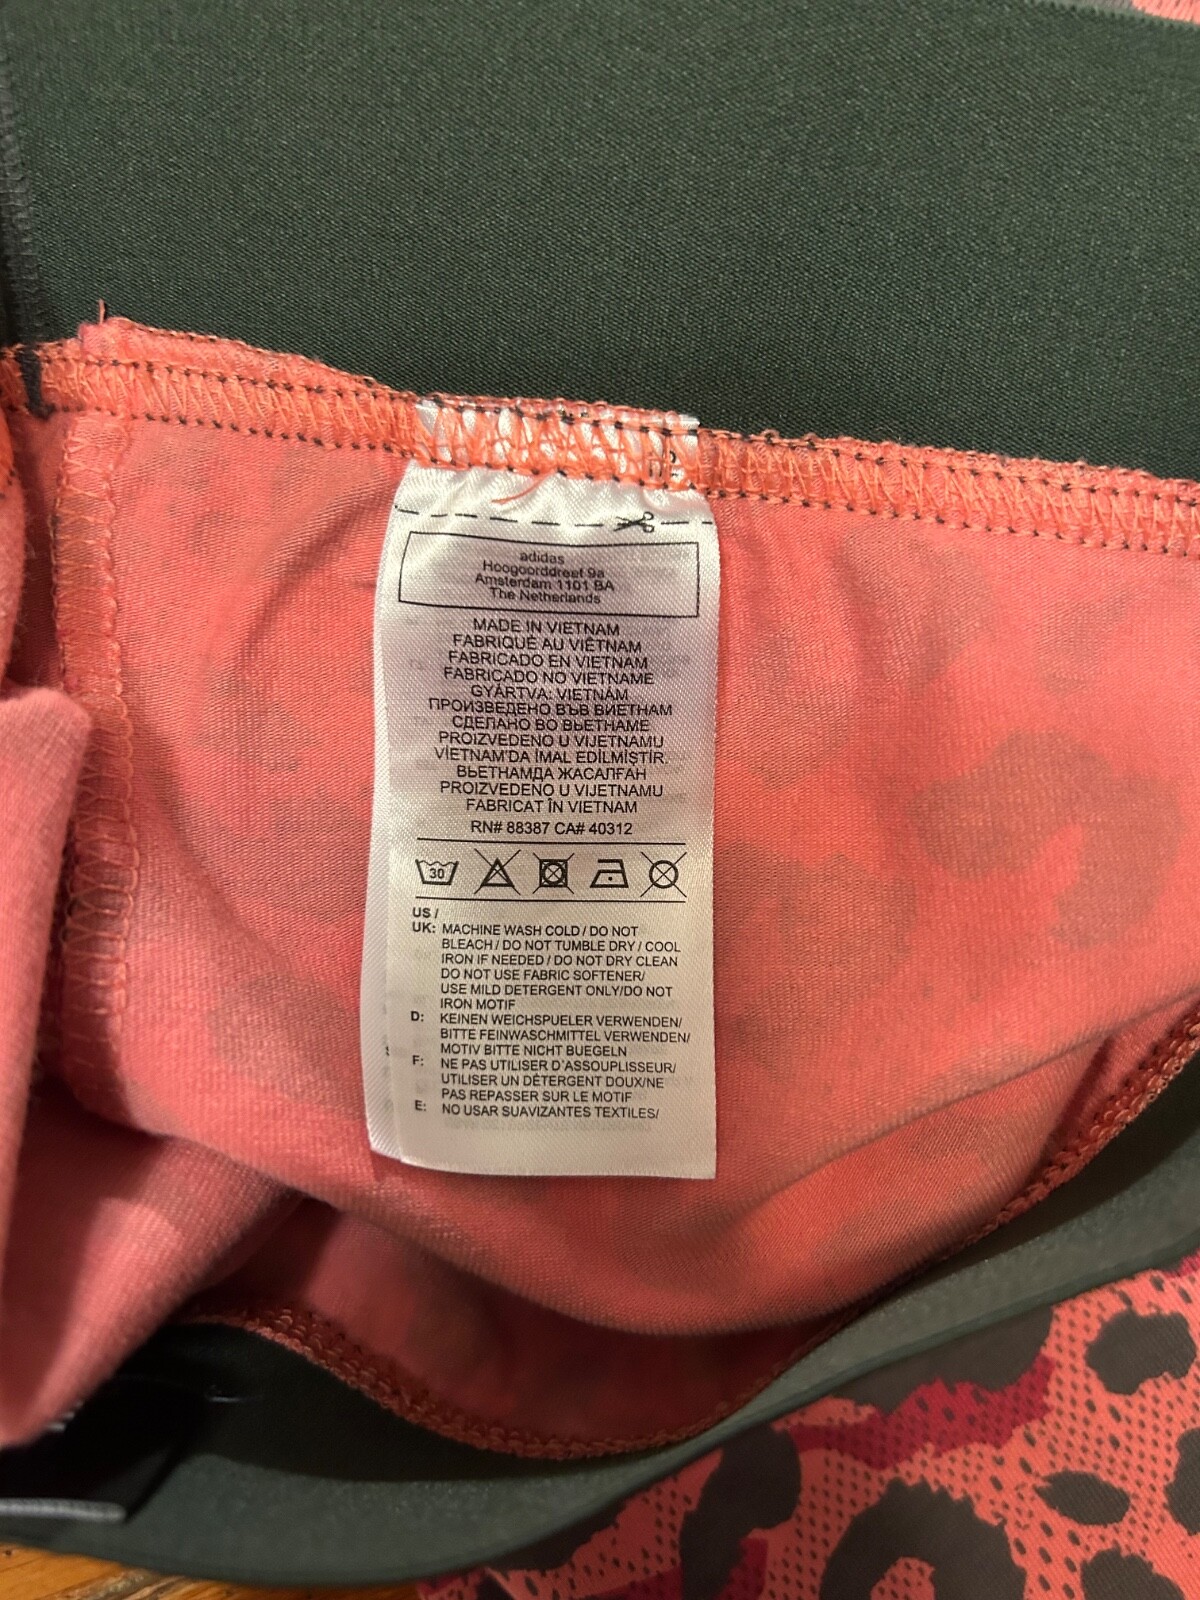 adidas
Hoogoorddreef 9a
Amsterdam 1101 BA
The Netherlands
MADE IN VIETNAM
FABRIQUÉ AU VIÊTNAM
FABRICADO EN VIETNAM
FABRICADO NO VIETNAME
GYÁRTVA: VIETNÁM
ПРОИЗВЕДЕНО ВЪВ ВИЕТНАМ
СДЕЛАНО ВО ВЬЕТНАМЕ
PROIZVEDENO U VIJETNAMU
VİETNAM'DA İMAL EDİLMİŞTİR.
ВЬЕТНАМДА ЖАСАЛҒАН
PROIZVEDENO U VIJETNAMU
FABRICAT ÎN VIETNAM
RN# 88387 CA# 40312
30
US /
UK: MACHINE WASH COLD / DO NOT
BLEACH / DO NOT TUMBLE DRY / COOL
IRON IF NEEDED / DO NOT DRY CLEAN
DO NOT USE FABRIC SOFTENER/
USE MILD DETERGENT ONLY/DO NOT
IRON MOTIF
D: KEINEN WEICHSPUELER VERWENDEN/
BITTE FEINWASCHMITTEL VERWENDEN/
MOTIV BITTE NICHT BUEGELN
F: NE PAS UTILISER D'ASSOUPLISSEUR/
UTILISER UN DÉTERGENT DOUX/NE
PAS REPASSER SUR LE MOTIF
E: NO USAR SUAVIZANTES TEXTILES/